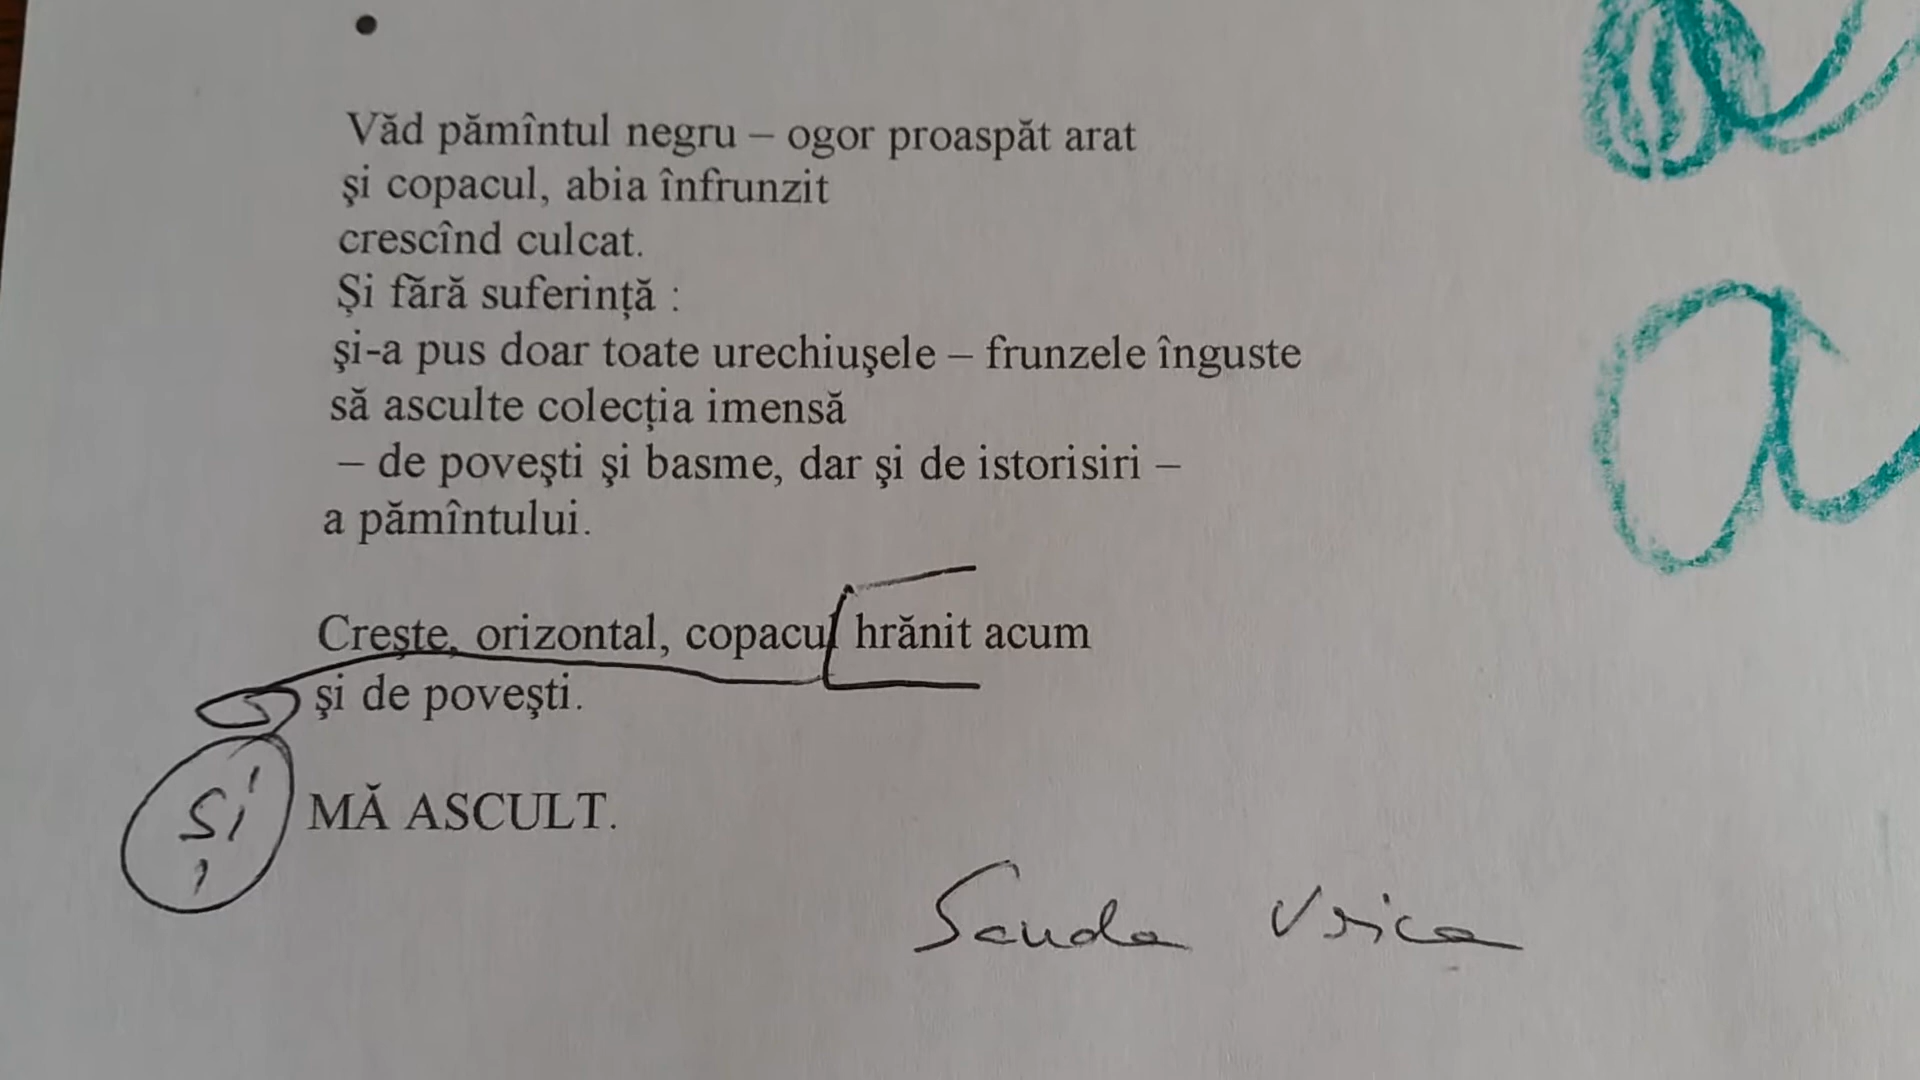 Văd pămîntul negru – ogor proaspăt arat
şi copacul, abia înfrunzit
crescînd culcat.
Şi fără suferinţă :
şi-a pus doar toate urechiuşele – frunzele înguste
să asculte colecţia imensă
– de poveşti şi basme, dar şi de istorisiri –
a pămîntului.
Creşte, orizontal, copacul hrănit acum
şi de poveşti.
şi MĂ ASCULT.
a